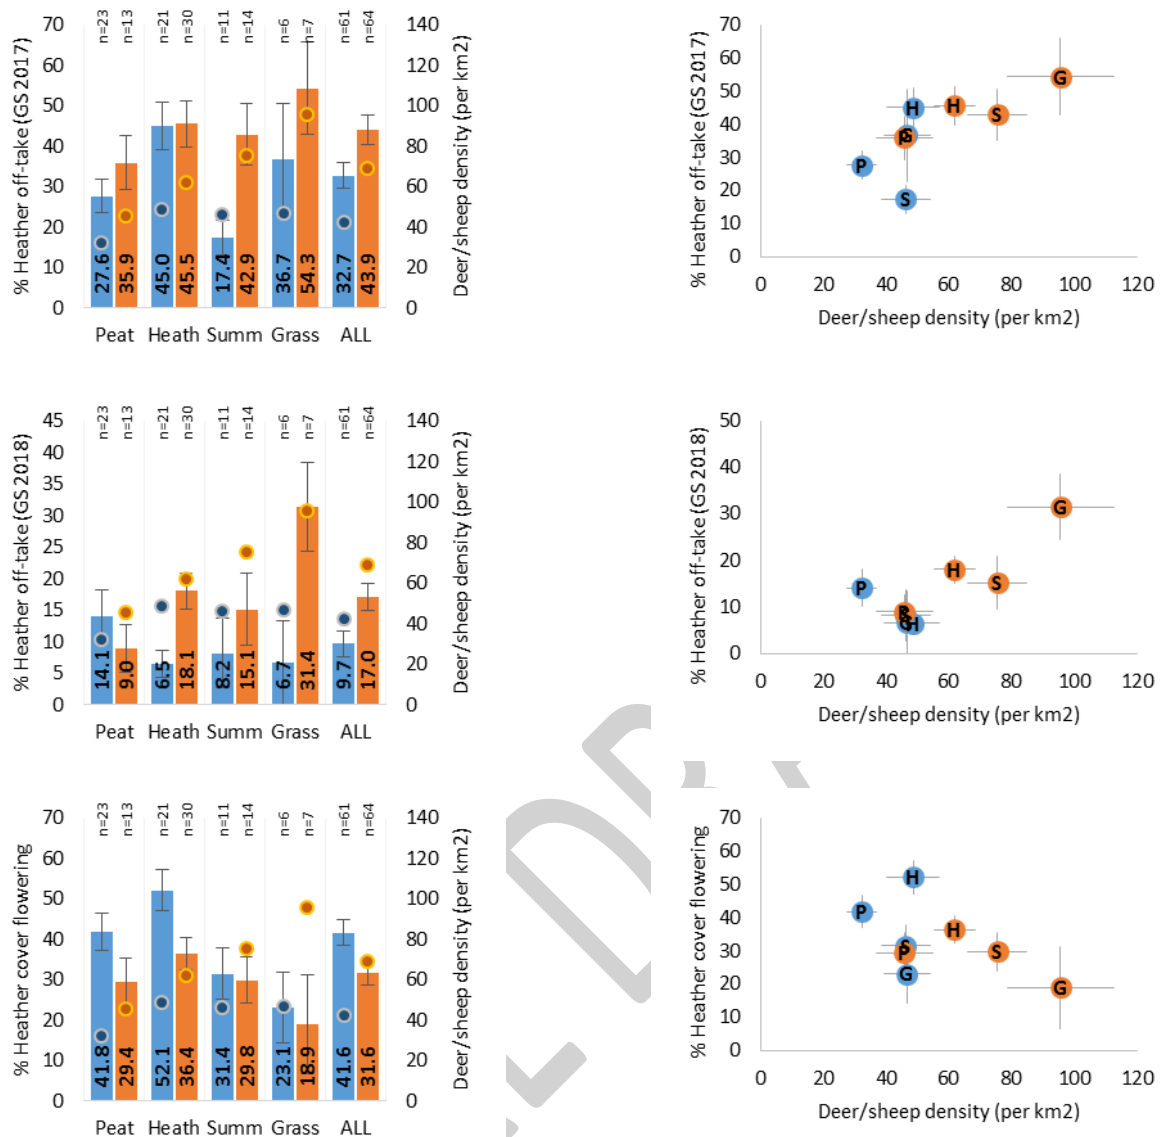 % Heather off-take (GS 2017)
70
60
50
40
30
20
10
0
n=23
n=13
n=21
n=30
n=11
n=14
n=6
n=7
n=61
n=64
27.6
35.9
45.0
45.5
17.4
42.9
36.7
54.3
32.7
43.9
Peat Heath Summ Grass ALL
140
120
100
80
60
40
20
0
Deer/sheep density (per km2)
% Heather off-take (GS 2017)
70
60
50
40
30
20
10
0
P
H
G
S
P
H
S
G
0 20 40 60 80 100 120
Deer/sheep density (per km2)
% Heather off-take (GS 2018)
45
40
35
30
25
20
15
10
5
0
n=23
n=13
n=21
n=30
n=11
n=14
n=6
n=7
n=61
n=64
14.1
9.0
6.5
18.1
8.2
15.1
6.7
31.4
9.7
17.0
Peat Heath Summ Grass ALL
140
120
100
80
60
40
20
0
Deer/sheep density (per km2)
% Heather off-take (GS 2018)
50
40
30
20
10
0
P
H
H
S
G
0 20 40 60 80 100 120
Deer/sheep density (per km2)
% Heather cover flowering
70
60
50
40
30
20
10
0
n=23
n=13
n=21
n=30
n=11
n=14
n=6
n=7
n=61
n=64
41.8
29.4
52.1
36.4
31.4
29.8
23.1
18.9
41.6
31.6
Peat Heath Summ Grass ALL
140
120
100
80
60
40
20
0
Deer/sheep density (per km2)
% Heather cover flowering
70
60
50
40
30
20
10
0
P
H
S
P
G
H
S
G
0 20 40 60 80 100 120
Deer/sheep density (per km2)